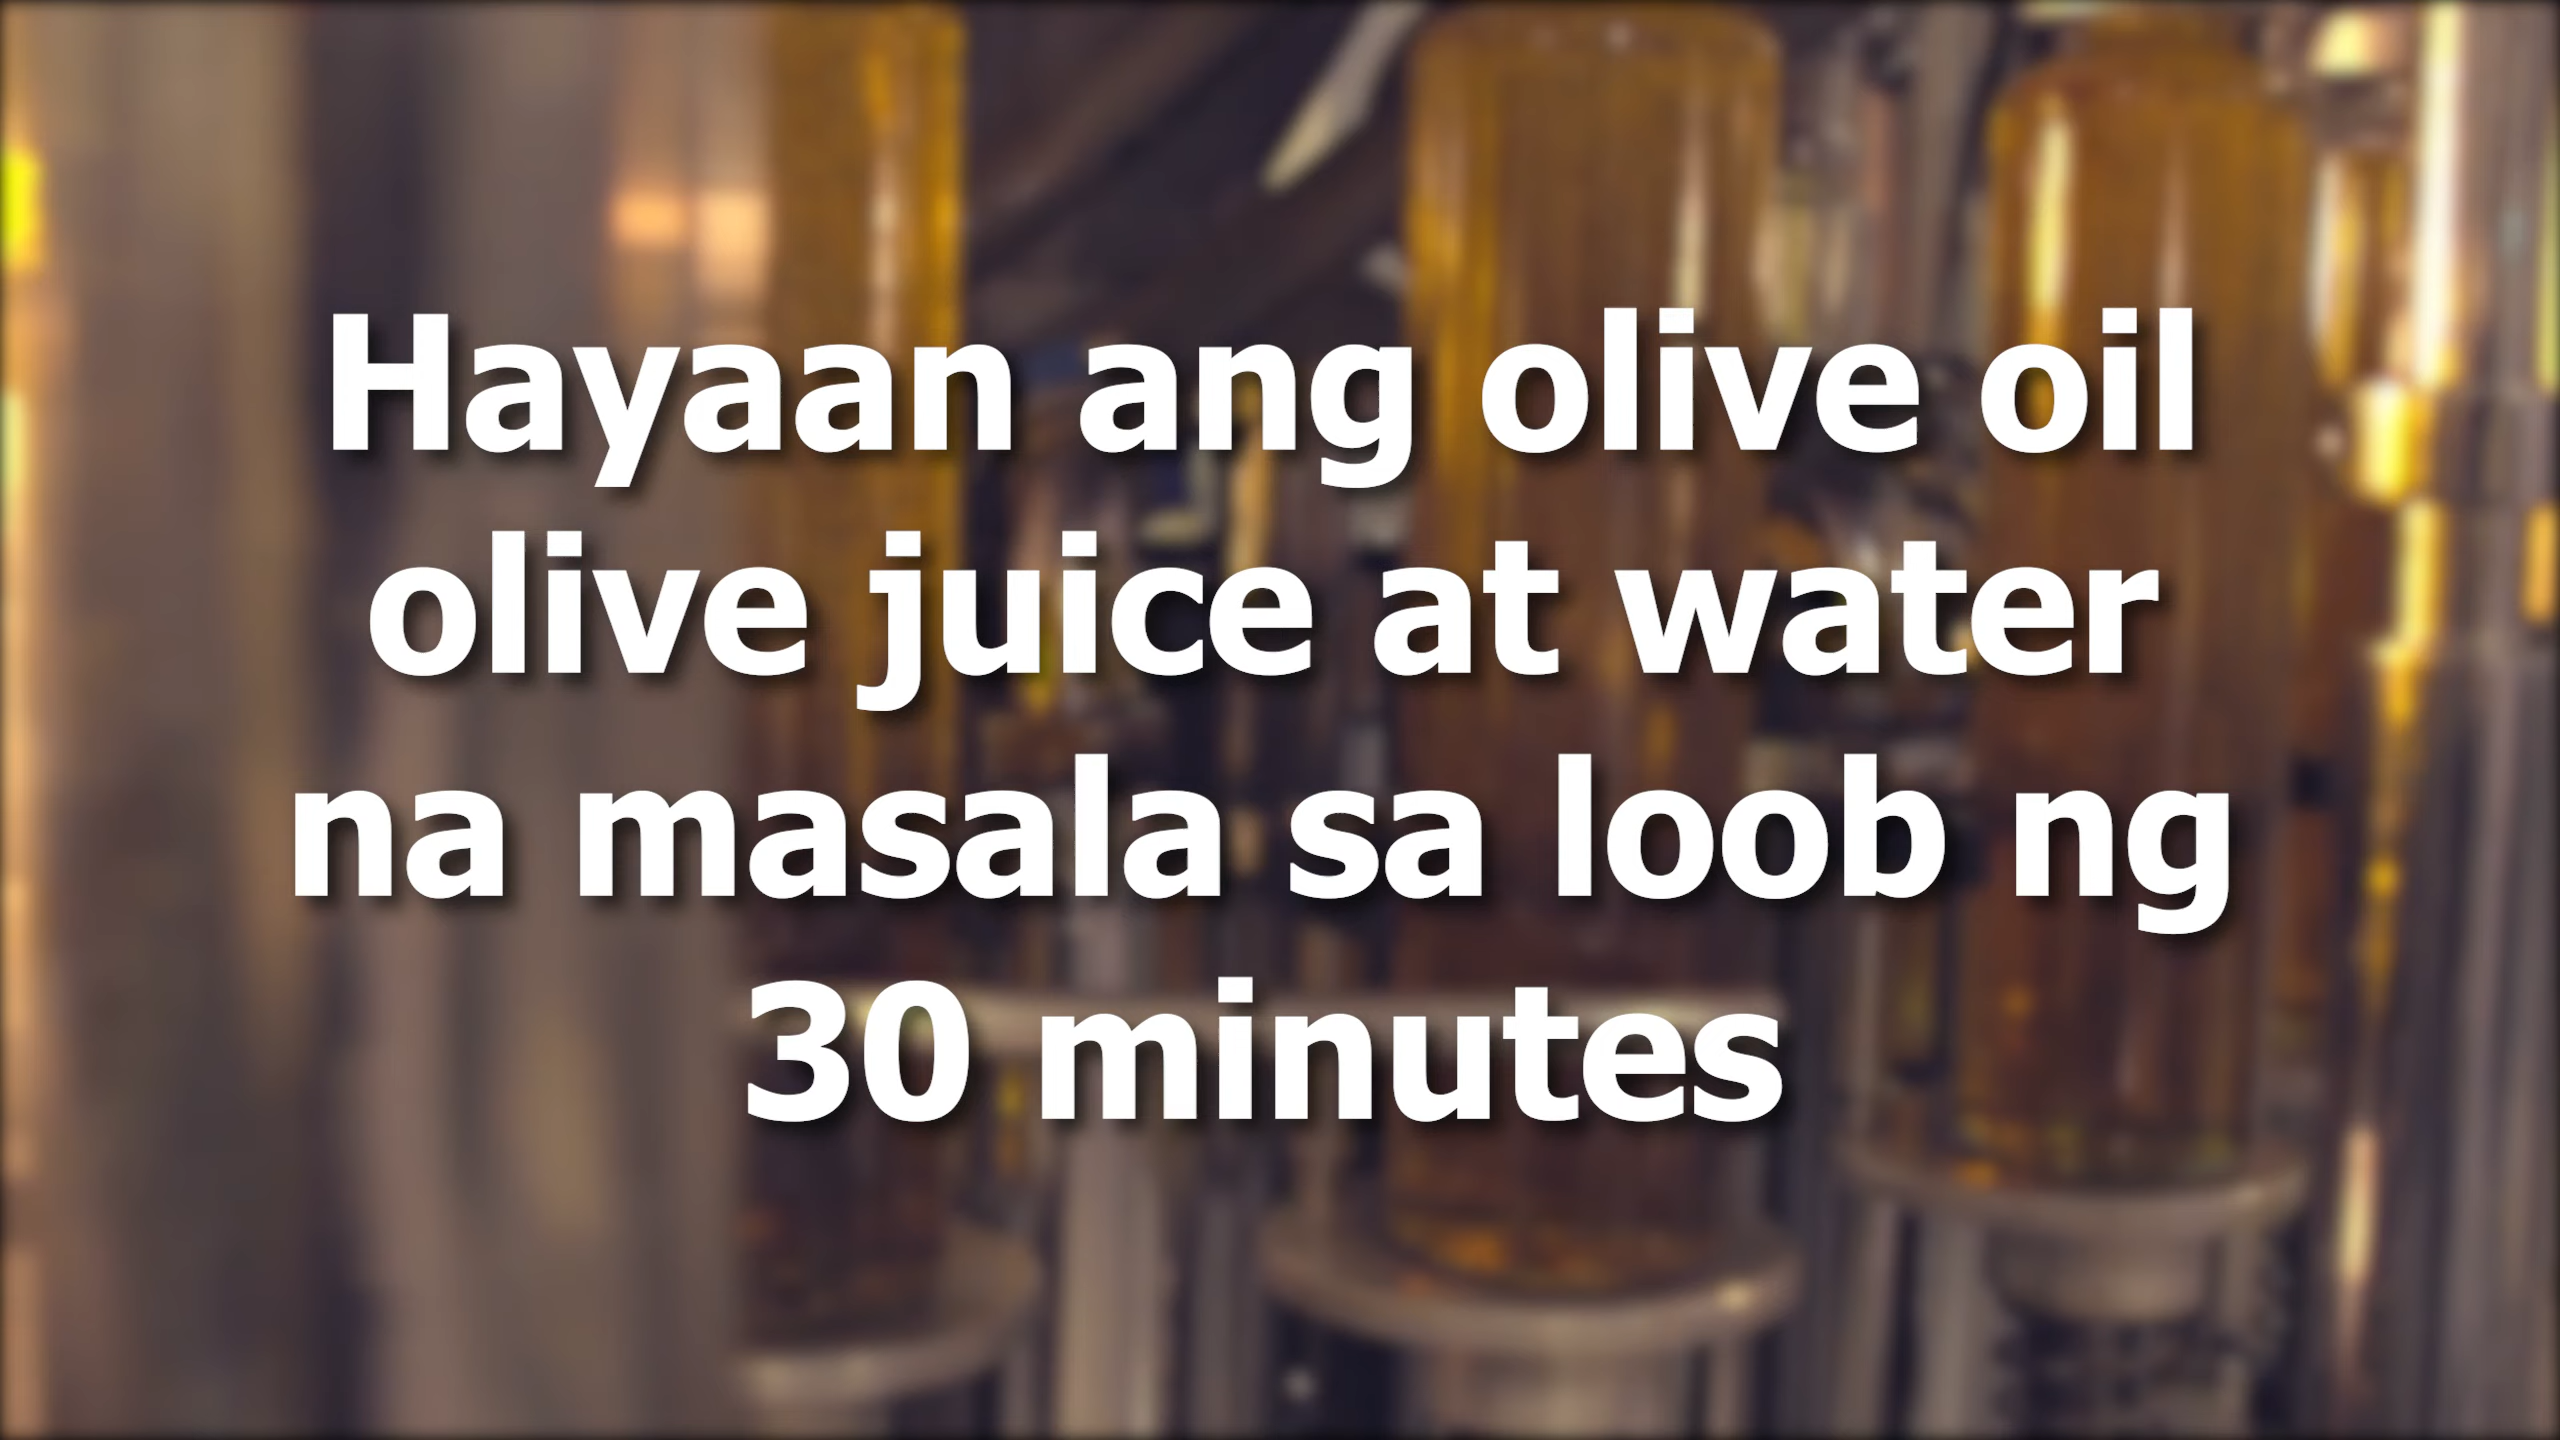 Hayaan ang olive oil
olive juice at water
na masala sa loob ng
30 minutes